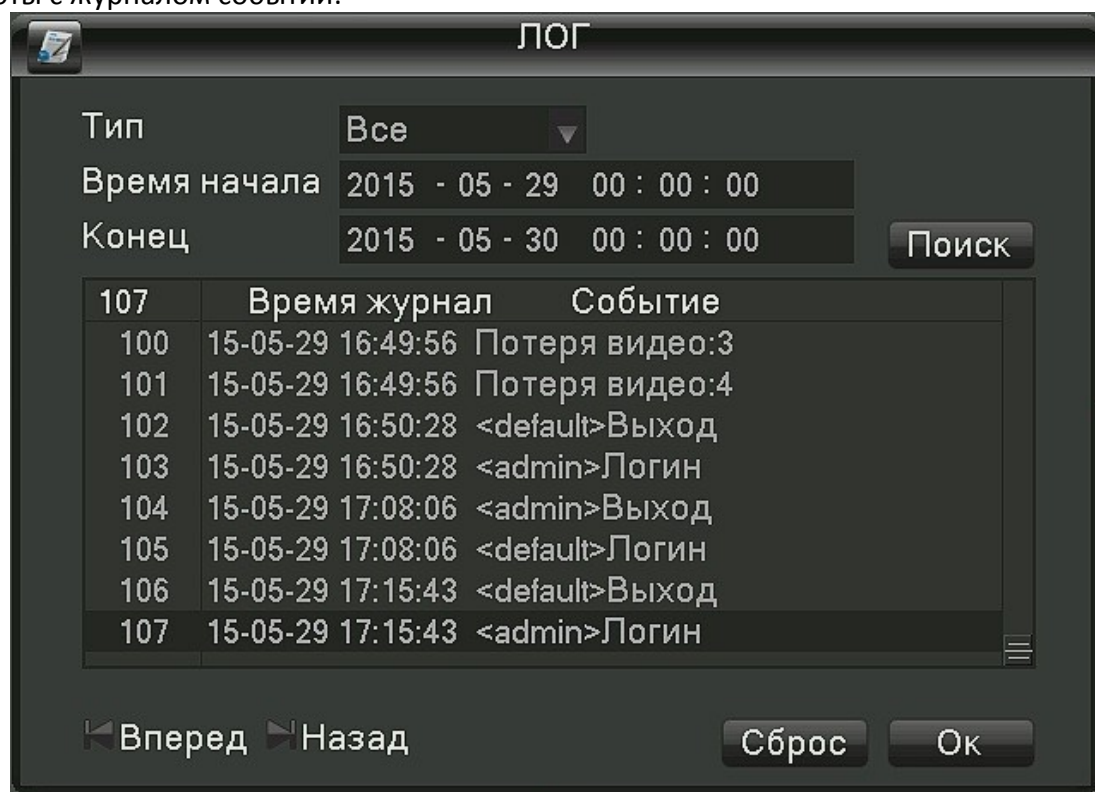 с журналом событий.
ЛОГ
Тип Все
Время начала 2015 - 05 - 29 00 : 00 : 00
Конец 2015 - 05 - 30 00 : 00 : 00 Поиск
107 Время журнал Событие
100 15-05-29 16:49:56 Потеря видео:3
101 15-05-29 16:49:56 Потеря видео:4
102 15-05-29 16:50:28 <default>Выход
103 15-05-29 16:50:28 <admin>Логин
104 15-05-29 17:08:06 <admin>Выход
105 15-05-29 17:08:06 <default>Логин
106 15-05-29 17:15:43 <default>Выход
107 15-05-29 17:15:43 <admin>Логин
Вперед Назад Сброс Ок